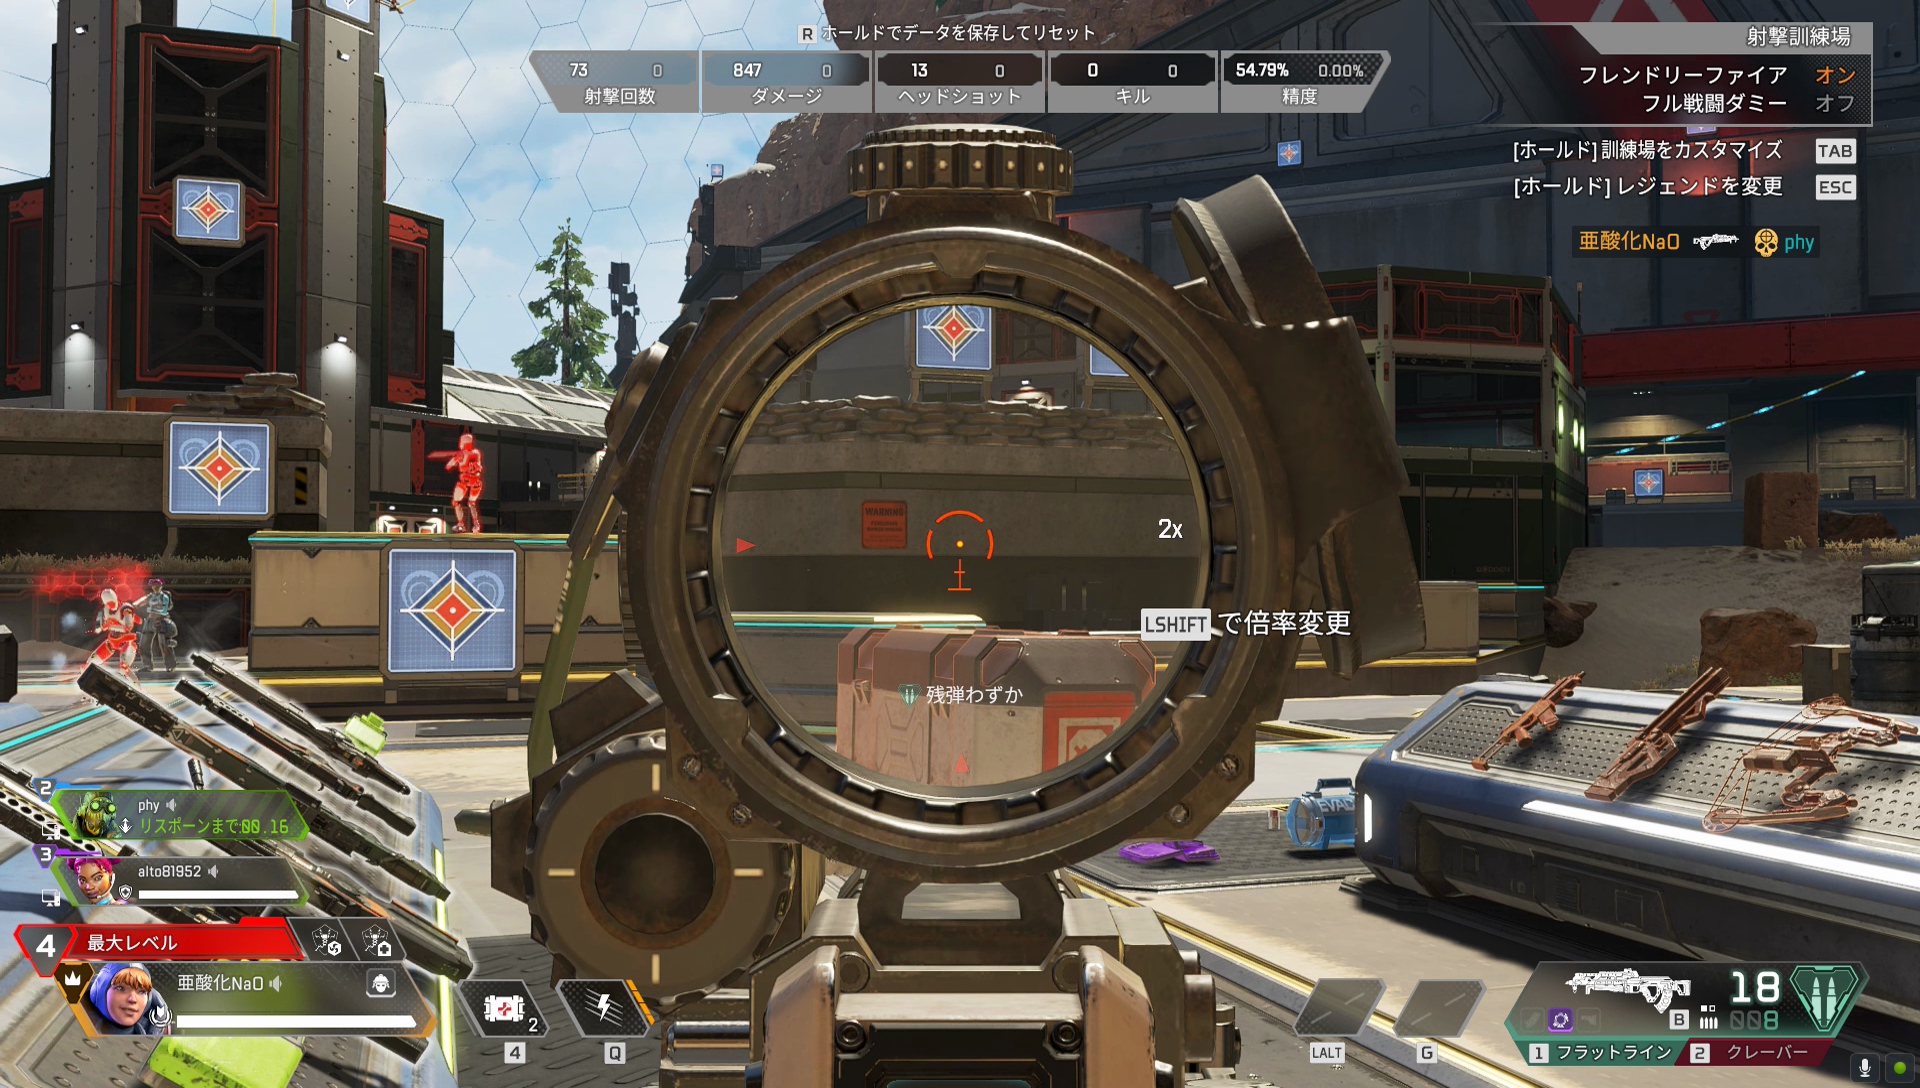 R ホールドでデータを保存してリセット
73 0 847 0 13 0 0 0 54.79% 0.00%
射撃回数 ダメージ ヘッドショット キル 精度
射撃訓練場
フレンドリーファイア オン
フル戦闘ダミー オフ
[ホールド]訓練場をカスタマイズ TAB
[ホールド]レジェンドを変更 ESC
亜酸化NaO phy
WARNING
2x
LSHIFT で倍率変更
残弾わずか
EVAD
2
phy
リスポーンまで:00.16
3
alto81952
4 最大レベル
亜酸化NaO
2
4 Q
LALT G
18
B 008
1 フラットライン 2 クレーバー